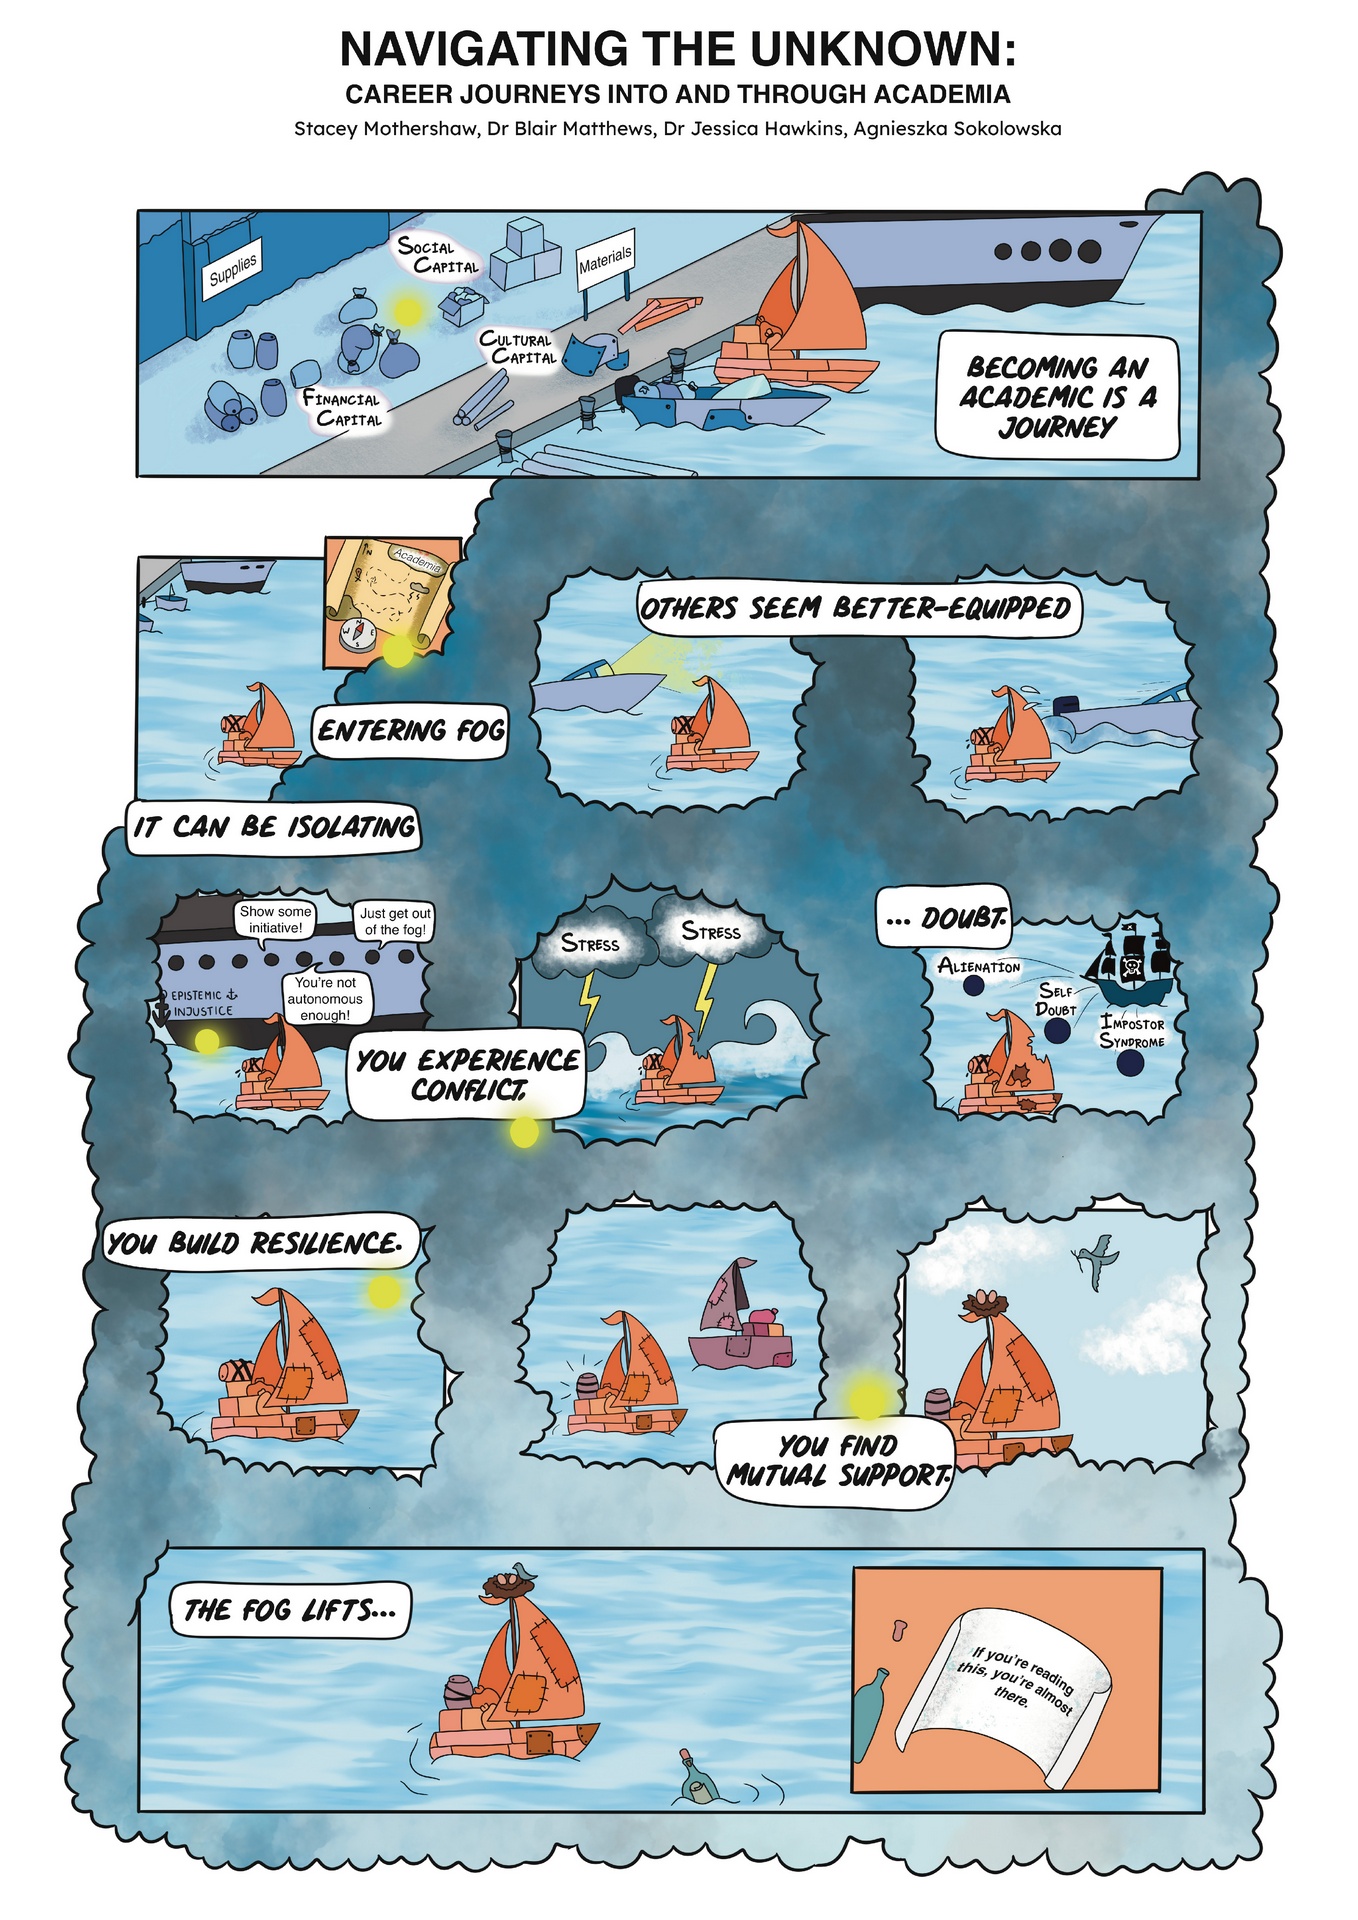 NAVIGATING THE UNKNOWN:
CAREER JOURNEYS INTO AND THROUGH ACADEMIA
Stacey Mothershaw, Dr Blair Matthews, Dr Jessica Hawkins, Agnieszka Sokolowska
Supplies
SOCIAL
CAPITAL
Materials
CULTURAL
CAPITAL
FINANCIAL
CAPITAL
BECOMING AN
ACADEMIC IS A
JOURNEY
Academia
N
N
W E
S
ENTERING FOG
OTHERS SEEM BETTER-EQUIPPED
IT CAN BE ISOLATING
Show some
initiative!
Just get out
of the fog!
You're not
autonomous
enough!
EPISTEMIC
INJUSTICE
YOU EXPERIENCE
CONFLICT,
STRESS
STRESS
... DOUBT.
ALIENATION
SELF
DOUBT
IMPOSTOR
SYNDROME
YOU BUILD RESILIENCE.
YOU FIND
MUTUAL SUPPORT.
THE FOG LIFTS...
If you're reading
this, you're almost
there.